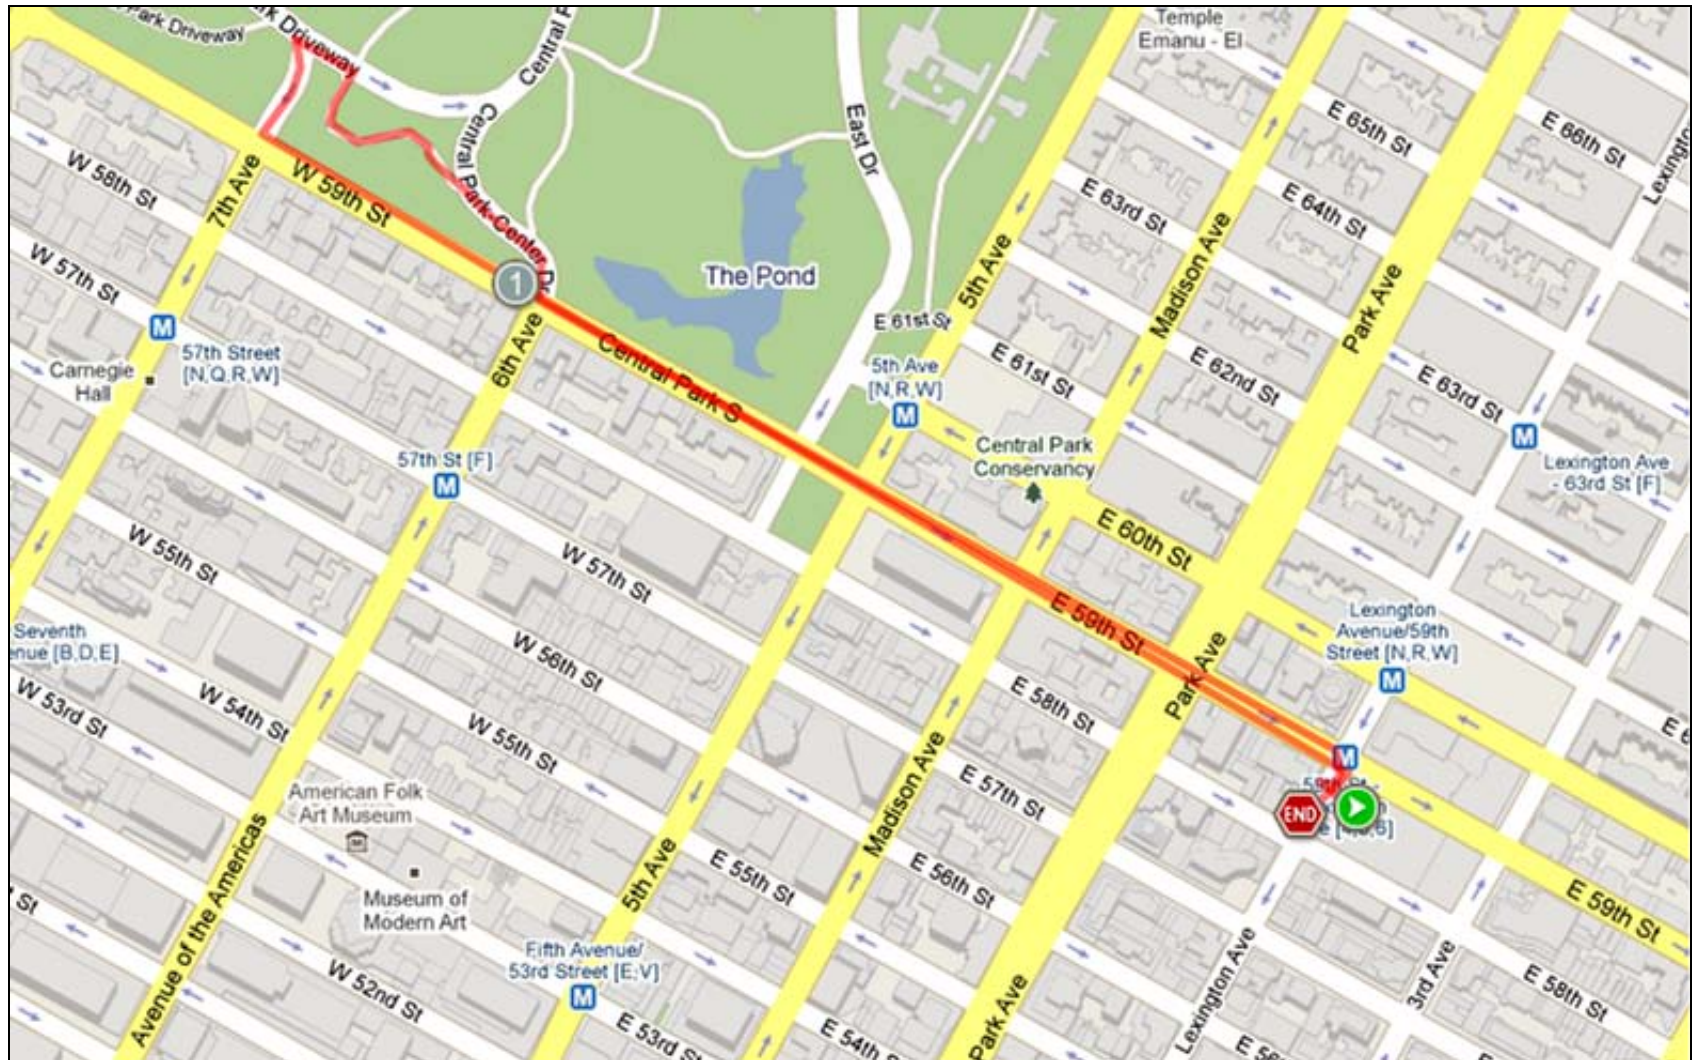 Park Driveway
rk Driveway
Central P
Temple
Emanu - El
E 65th St
E 66th St
Lexingto
Central Park-Center Dr
East Dr
W 58th St
7th Ave
W 59th St
E 63rd St
E 64th St
Madison Ave
5th Ave
Park Ave
W 57th St
1
The Pond
E 61st St
M
57th Street
[N,Q,R,W]
Carnegie
Hall
6th Ave
Central Park S
5th Ave
[N,R,W]
M
E 61st St
E 62nd St
E 63rd St
M
Lexington Ave
- 63rd St [F]
57th St [F]
M
Central Park
Conservancy
E 60th St
W 55th St
W 57th St
E 59th St
Lexington
Avenue/59th
Street [N,R,W]
M
Seventh
enue [B,D,E]
W 56th St
Park Ave
E 58th St
W 53rd St
W 54th St
W 55th St
Madison Ave
E 57th St
M
END
American Folk
Art Museum
Museum of
Modern Art
Avenue of the Americas
5th Ave
E 55th St
E 56th St
E 59th St
St
W 52nd St
Fifth Avenue/
53rd Street [E,V]
M
E 53rd St
E 54th
Park Ave
Lexington Ave
3rd Ave
E 58th St